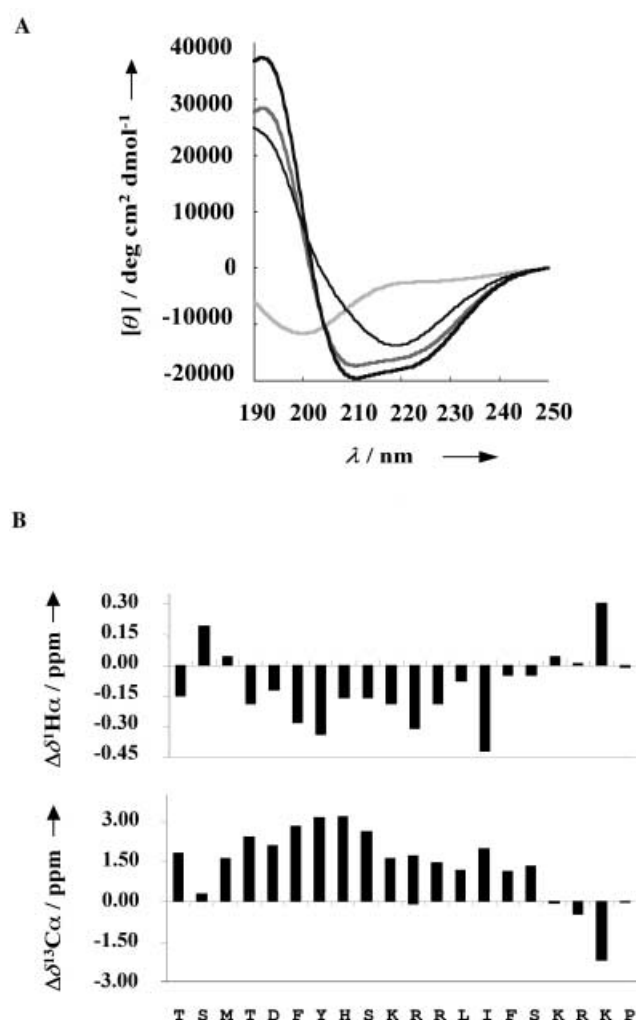 A
[θ] / deg cm² dmol⁻¹
40000
30000
20000
10000
0
-10000
-20000
190 200 210 220 230 240 250
λ / nm
B
Δδ¹Hα / ppm
0.30
0.15
0.00
-0.15
-0.30
-0.45
Δδ¹³Cα / ppm
3.00
1.50
0.00
-1.50
-3.00
T S M T D F Y H S K R R L I F S K R K P